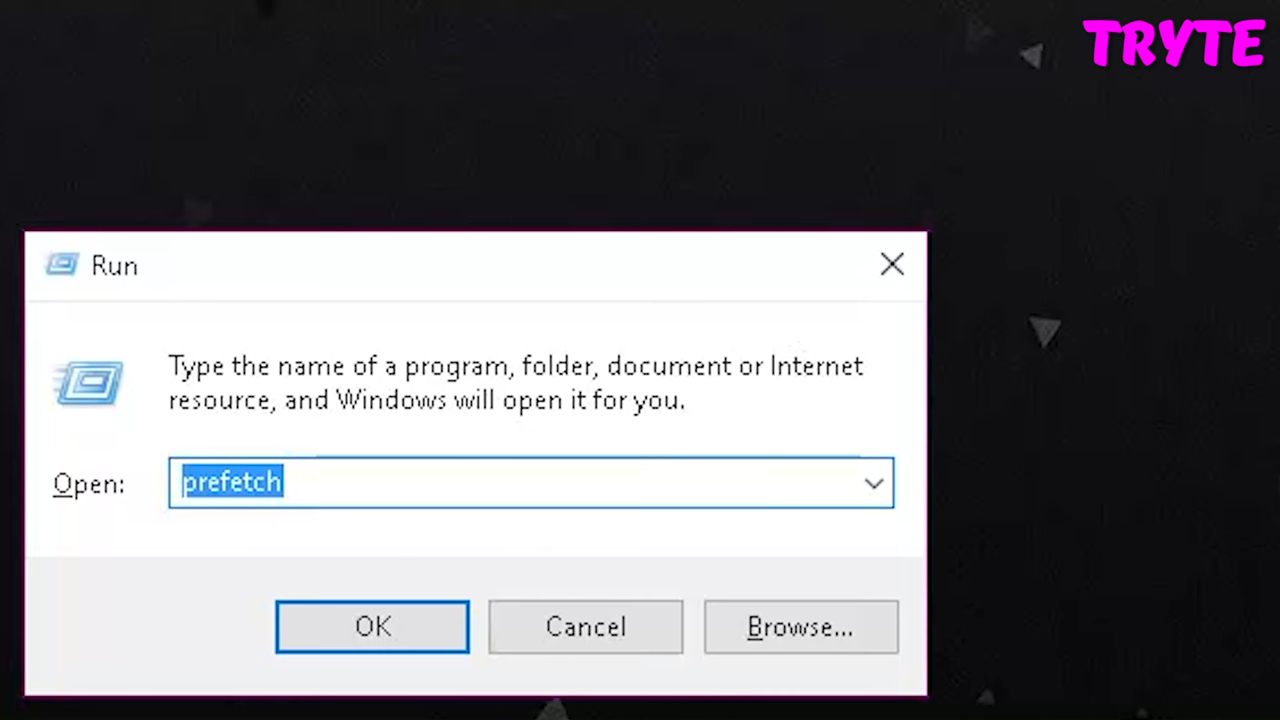 TRYTE
Run
Type the name of a program, folder, document or Internet
resource, and Windows will open it for you.
Open:
prefetch
OK
Cancel
Browse...